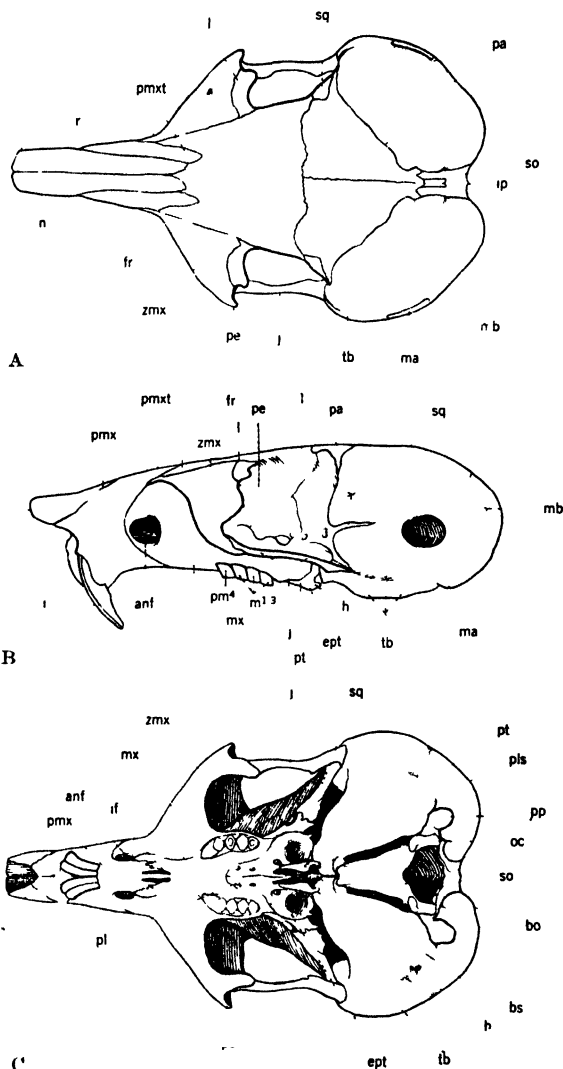 l sq
pa
pmxt
r
so
ip
n
fr
zmx
m b
pe j
tb ma
A
pmxt fr l
pe pa sq
pmx zmx l
mb
i anf pm4 m1 3 h
mx
ma
j ept tb
pt
B
j sq
zmx
pt
mx
pls
anf if
pmx
pp
oc
so
pl
bo
bs
h
C
ept tb